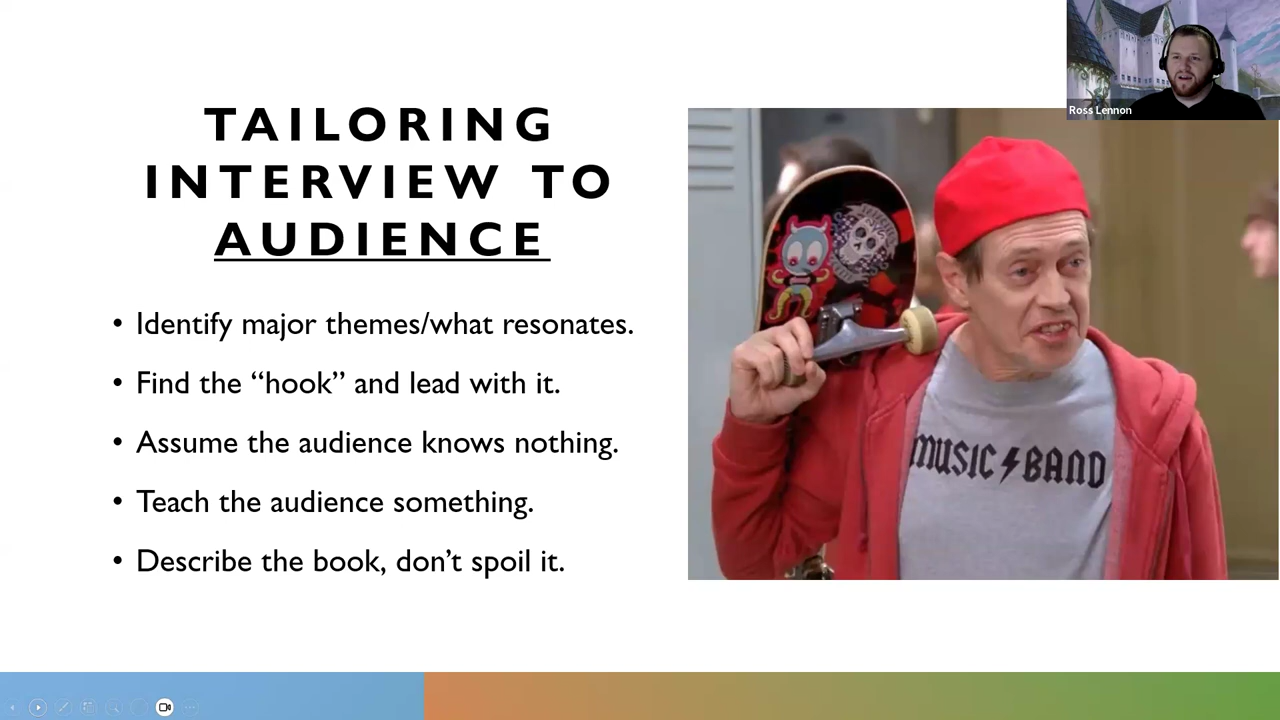 TAILORING
INTERVIEW TO
AUDIENCE
• Identify major themes/what resonates.
• Find the “hook” and lead with it.
• Assume the audience knows nothing.
• Teach the audience something.
• Describe the book, don’t spoil it.
Ross Lennon
MUSIC⚡BAND